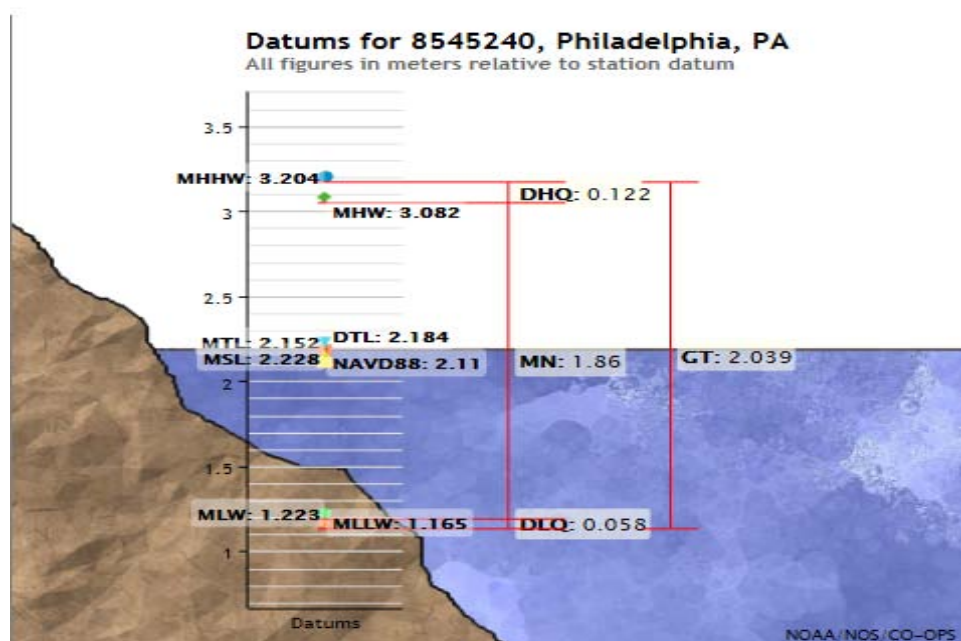 Datums for 8545240, Philadelphia, PA
All figures in meters relative to station datum
3.5
MHHW: 3.204
DHQ: 0.122
MHW: 3.082
3
2.5
MTL: 2.152
DTL: 2.184
MSL: 2.228
NAVD88: 2.11
MN: 1.86
GT: 2.039
2
1.5
MLW: 1.223
MLLW: 1.165
DLQ: 0.058
1
Datums
NOAA/NOS/CO-OPS